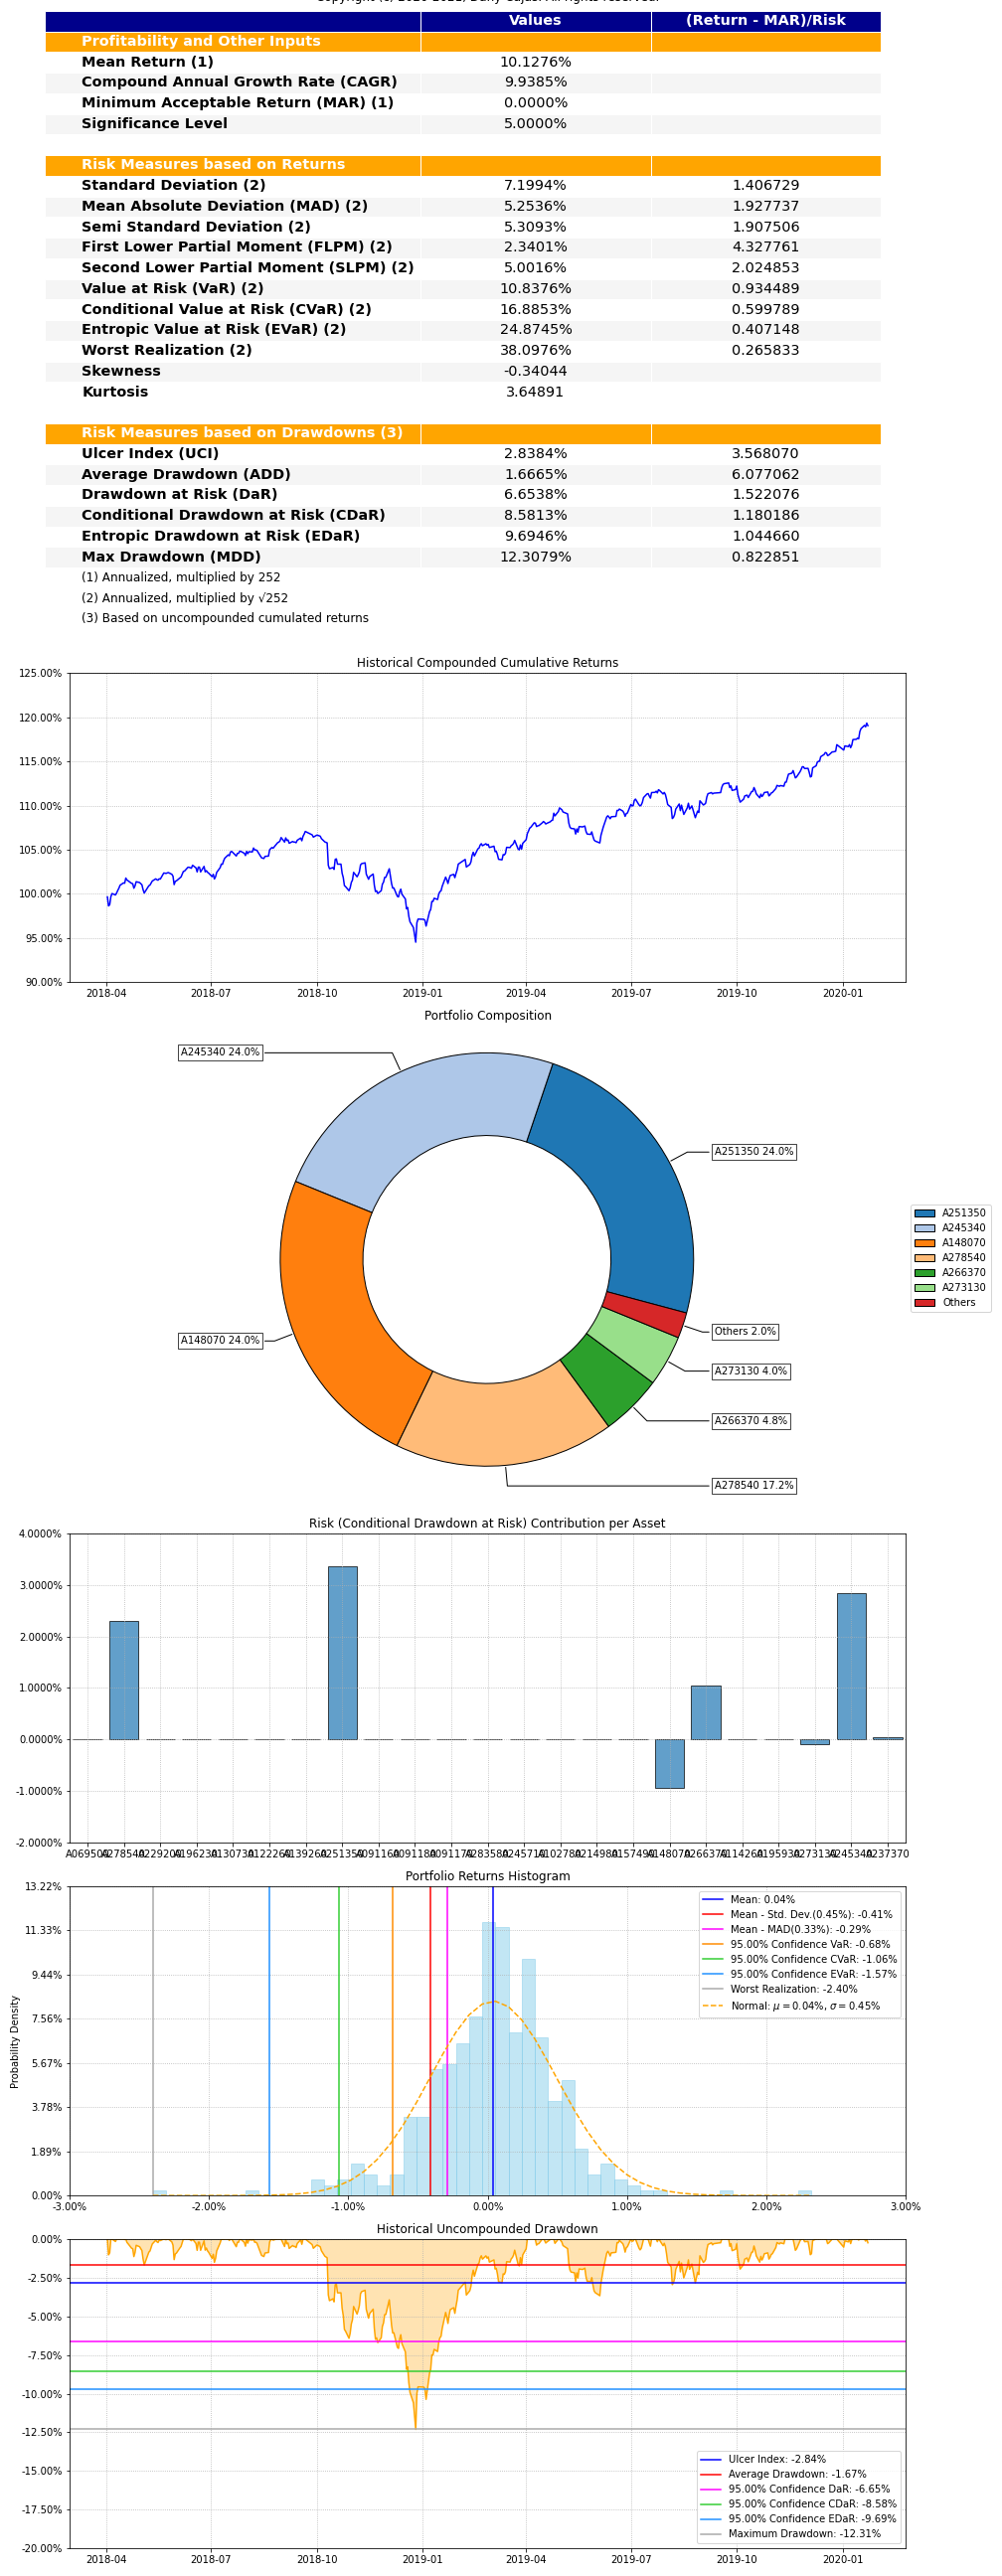 Copyright (c) 2020-2021, Dany Cajas. All rights reserved.
Values (Return - MAR)/Risk
Profitability and Other Inputs
Mean Return (1) 10.1276%
Compound Annual Growth Rate (CAGR) 9.9385%
Minimum Acceptable Return (MAR) (1) 0.0000%
Significance Level 5.0000%
Risk Measures based on Returns
Standard Deviation (2) 7.1994% 1.406729
Mean Absolute Deviation (MAD) (2) 5.2536% 1.927737
Semi Standard Deviation (2) 5.3093% 1.907506
First Lower Partial Moment (FLPM) (2) 2.3401% 4.327761
Second Lower Partial Moment (SLPM) (2) 5.0016% 2.024853
Value at Risk (VaR) (2) 10.8376% 0.934489
Conditional Value at Risk (CVaR) (2) 16.8853% 0.599789
Entropic Value at Risk (EVaR) (2) 24.8745% 0.407148
Worst Realization (2) 38.0976% 0.265833
Skewness -0.34044
Kurtosis 3.64891
Risk Measures based on Drawdowns (3)
Ulcer Index (UCI) 2.8384% 3.568070
Average Drawdown (ADD) 1.6665% 6.077062
Drawdown at Risk (DaR) 6.6538% 1.522076
Conditional Drawdown at Risk (CDaR) 8.5813% 1.180186
Entropic Drawdown at Risk (EDaR) 9.6946% 1.044660
Max Drawdown (MDD) 12.3079% 0.822851
(1) Annualized, multiplied by 252
(2) Annualized, multiplied by √252
(3) Based on uncompounded cumulated returns
Historical Compounded Cumulative Returns
125.00%
120.00%
115.00%
110.00%
105.00%
100.00%
95.00%
90.00%
2018-04 2018-07 2018-10 2019-01 2019-04 2019-07 2019-10 2020-01
Portfolio Composition
A245340 24.0%
A251350 24.0%
A148070 24.0%
Others 2.0%
A273130 4.0%
A266370 4.8%
A278540 17.2%
A251350
A245340
A148070
A278540
A266370
A273130
Others
Risk (Conditional Drawdown at Risk) Contribution per Asset
4.0000%
3.0000%
2.0000%
1.0000%
0.0000%
-1.0000%
-2.0000%
A237370
Portfolio Returns Histogram
Probability Density
13.22%
11.33%
9.44%
7.56%
5.67%
3.78%
1.89%
0.00%
-3.00% -2.00% -1.00% 0.00% 1.00% 2.00% 3.00%
Mean: 0.04%
Mean - Std. Dev.(0.45%): -0.41%
Mean - MAD(0.33%): -0.29%
95.00% Confidence VaR: -0.68%
95.00% Confidence CVaR: -1.06%
95.00% Confidence EVaR: -1.57%
Worst Realization: -2.40%
Normal: μ = 0.04%, σ = 0.45%
Historical Uncompounded Drawdown
0.00%
-2.50%
-5.00%
-7.50%
-10.00%
-12.50%
-15.00%
-17.50%
-20.00%
Ulcer Index: -2.84%
Average Drawdown: -1.67%
95.00% Confidence DaR: -6.65%
95.00% Confidence CDaR: -8.58%
95.00% Confidence EDaR: -9.69%
Maximum Drawdown: -12.31%
2018-04 2018-07 2018-10 2019-01 2019-04 2019-07 2019-10 2020-01